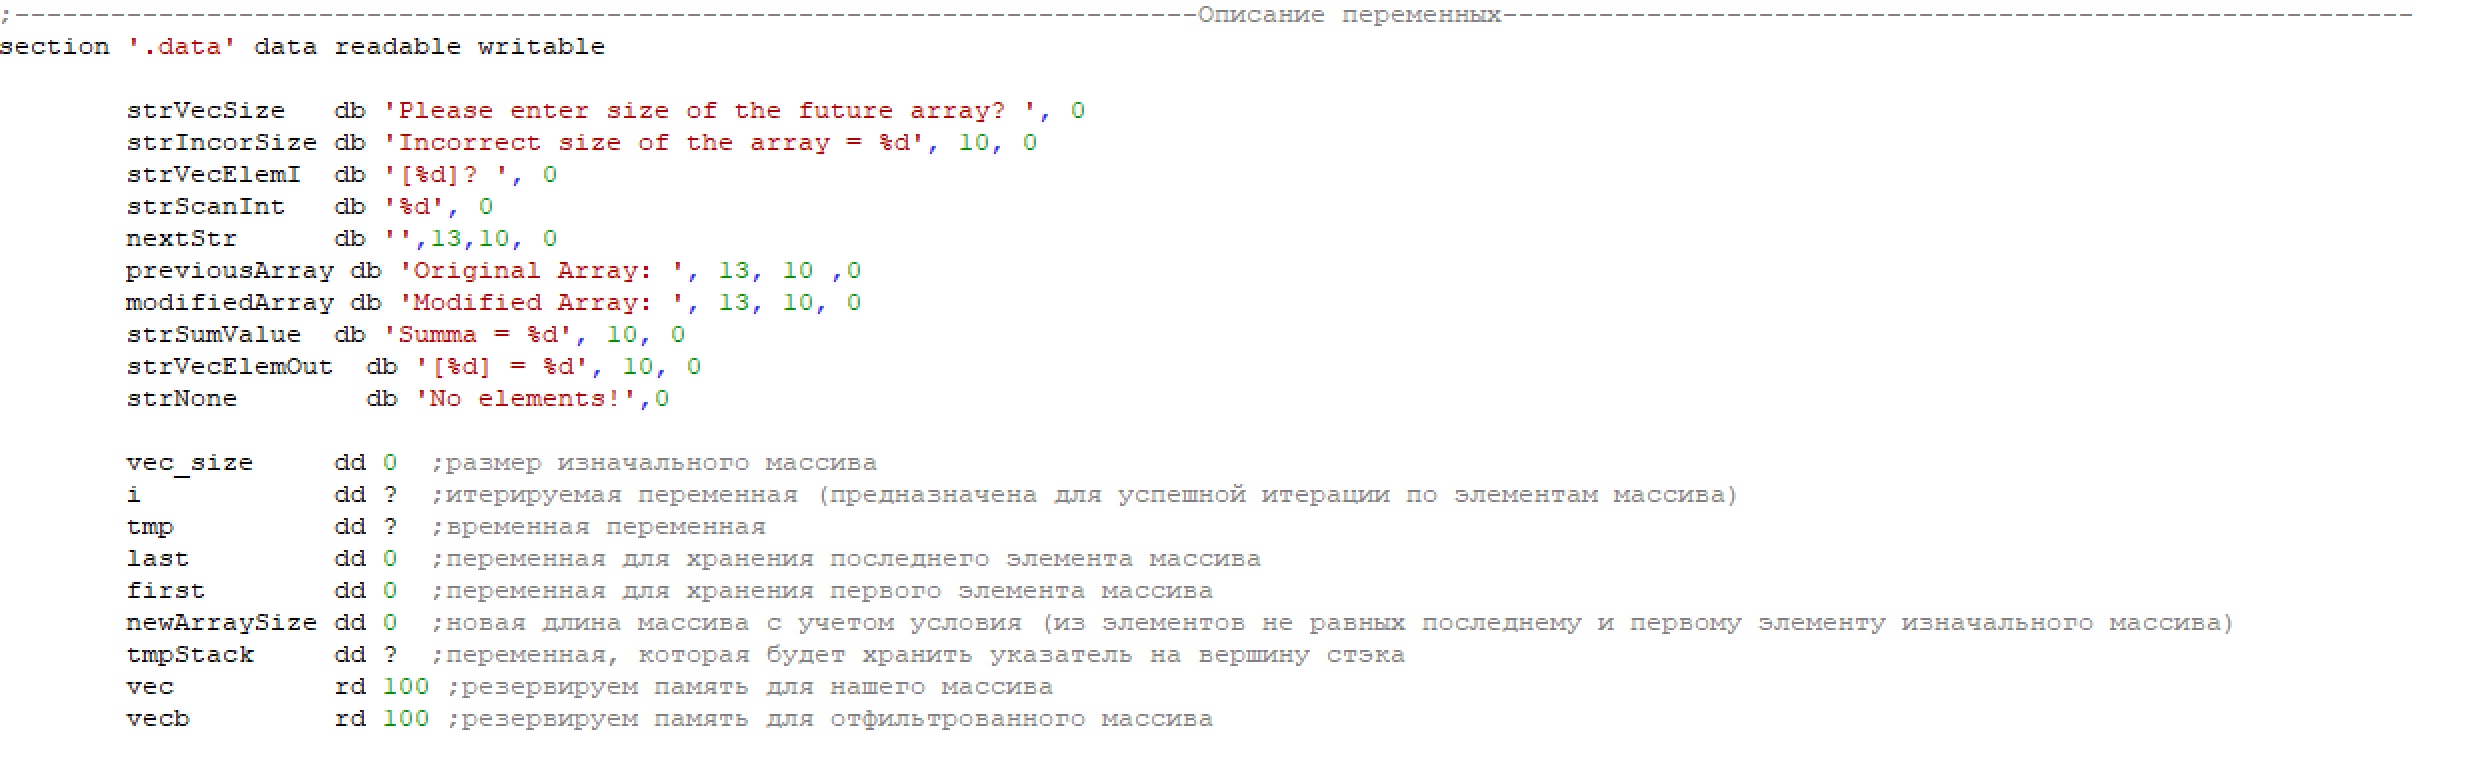 ;--------------------------------------------------------------------------Описание переменных---------------------------------------------------------
section '.data' data readable writable
strVecSize   db 'Please enter size of the future array? ', 0
strIncorSize db 'Incorrect size of the array = %d', 10, 0
strVecElemI  db '[%d]? ', 0
strScanInt   db '%d', 0
nextStr      db '',13,10, 0
previousArray db 'Original Array: ', 13, 10 ,0
modifiedArray db 'Modified Array: ', 13, 10, 0
strSumValue  db 'Summa = %d', 10, 0
strVecElemOut  db '[%d] = %d', 10, 0
strNone        db 'No elements!',0
vec_size     dd 0  ;размер изначального массива
i            dd ?  ;итерируемая переменная (предназначена для успешной итерации по элементам массива)
tmp          dd ?  ;временная переменная
last         dd 0  ;переменная для хранения последнего элемента массива
first        dd 0  ;переменная для хранения первого элемента массива
newArraySize dd 0  ;новая длина массива с учетом условия (из элементов не равных последнему и первому элементу изначального массива)
tmpStack     dd ?  ;переменная, которая будет хранить указатель на вершину стэка
vec          rd 100 ;резервируем память для нашего массива
vecb         rd 100 ;резервируем память для отфильтрованного массива